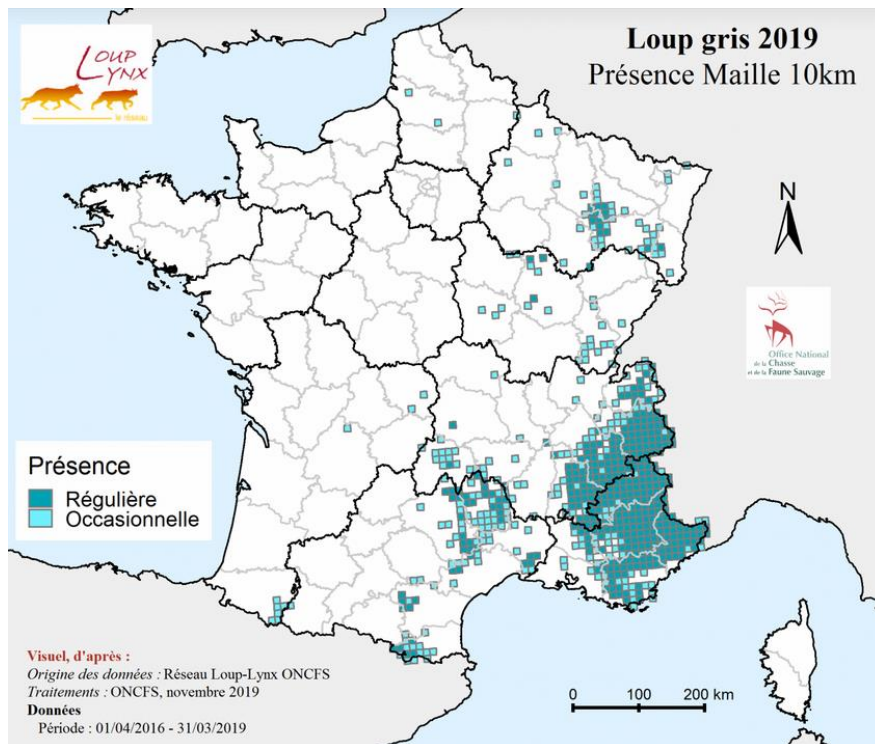 Loup gris 2019
Présence Maille 10km
LOUP
LYNX
le réseau
N
Office National
de la Chasse
et de la Faune Sauvage
Présence
Régulière
Occasionnelle
Visuel, d'après :
Origine des données : Réseau Loup-Lynx ONCFS
Traitements : ONCFS, novembre 2019
Données
Période : 01/04/2016 - 31/03/2019
0 100 200 km